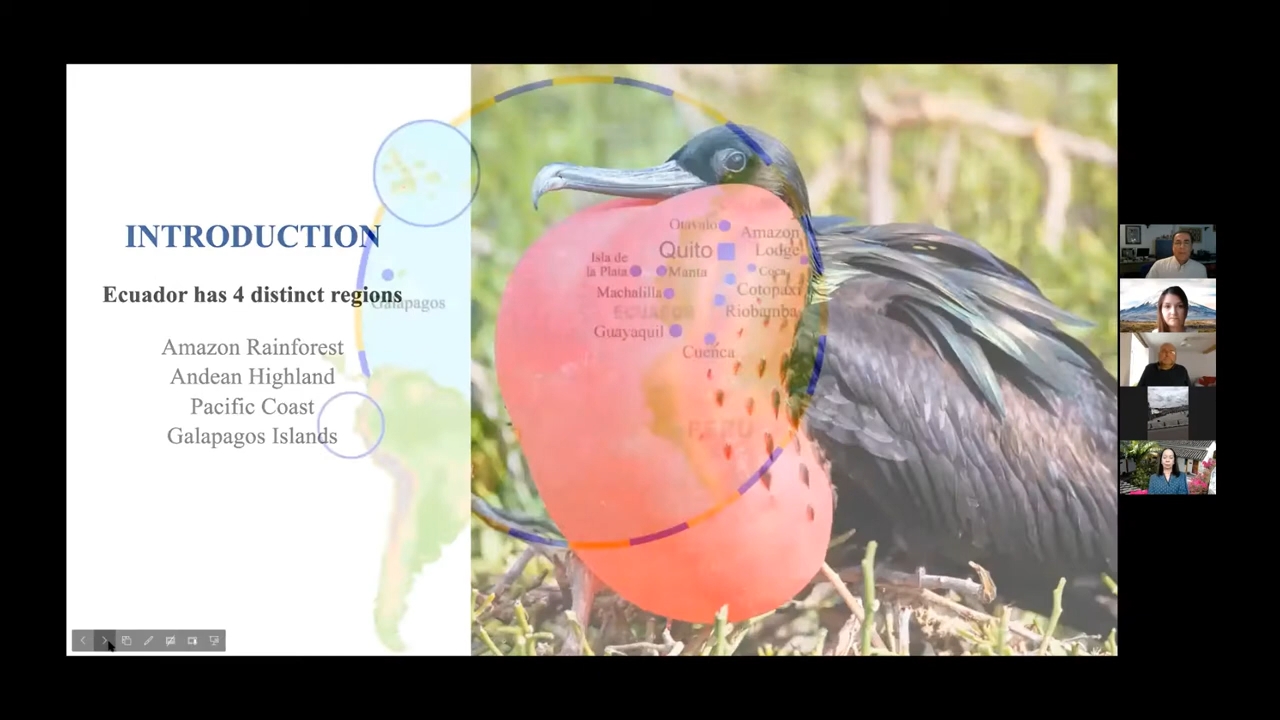 INTRODUCTION
Ecuador has 4 distinct regions
Amazon Rainforest
Andean Highland
Pacific Coast
Galapagos Islands
Galapagos
Otavalo
Quito
Amazon
Lodge
Isla de
la Plata
Manta
Coca
Machalilla
Cotopaxi
ECUADOR
Riobamba
Guayaquil
Cuenca
PERU